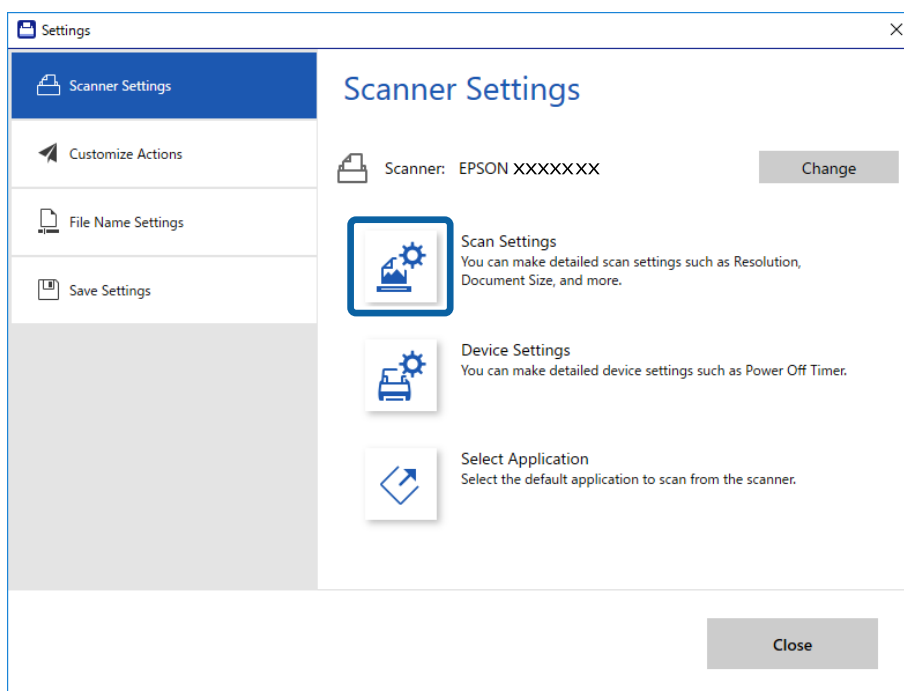 Settings
Scanner Settings
Customize Actions
File Name Settings
Save Settings
Scanner Settings
Scanner: EPSON XXXXXXX
Change
Scan Settings
You can make detailed scan settings such as Resolution,
Document Size, and more.
Device Settings
You can make detailed device settings such as Power Off Timer.
Select Application
Select the default application to scan from the scanner.
Close